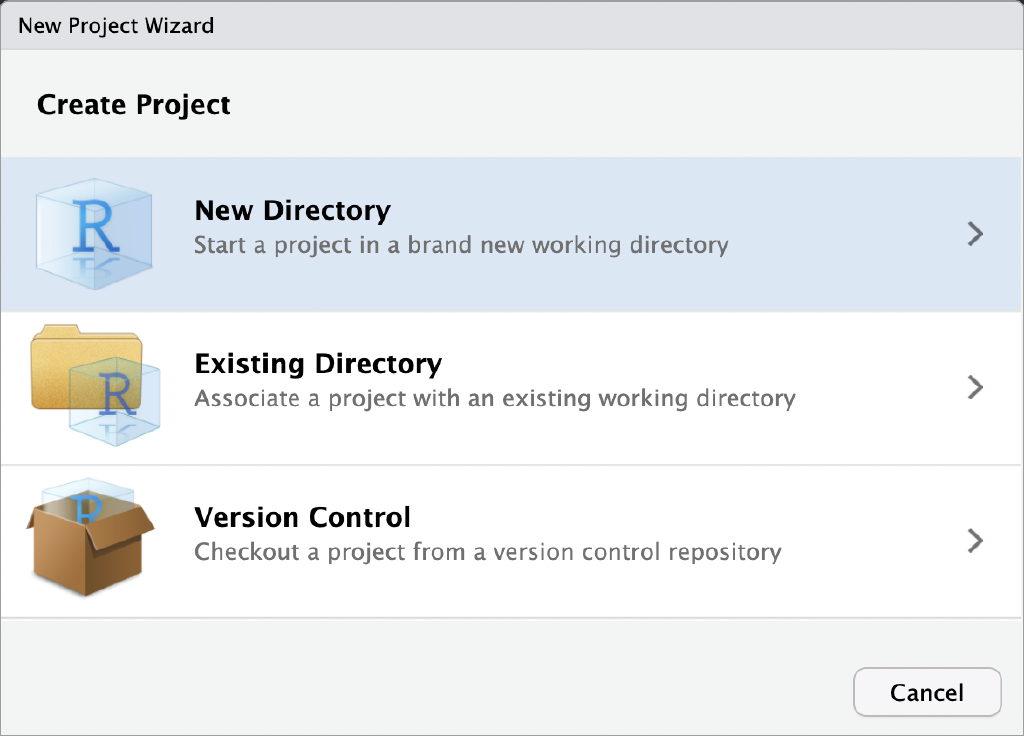 New Project Wizard
Create Project
R
New Directory
Start a project in a brand new working directory
R
Existing Directory
Associate a project with an existing working directory
R
Version Control
Checkout a project from a version control repository
Cancel